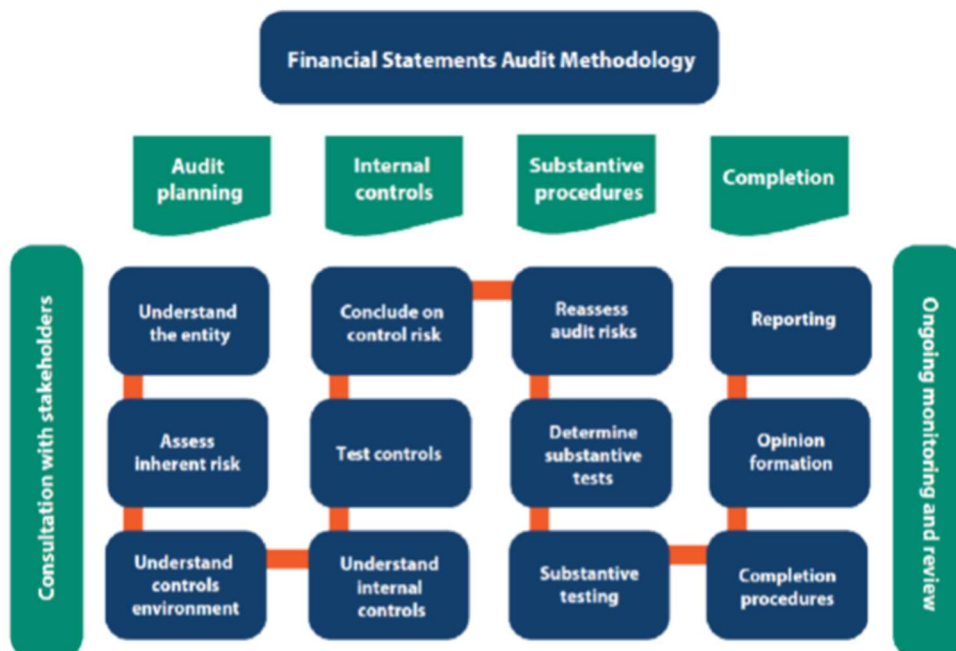 Financial Statements Audit Methodology
Audit
planning
Internal
controls
Substantive
procedures
Completion
Consultation with stakeholders
Understand
the entity
Conclude on
control risk
Reassess
audit risks
Reporting
Assess
inherent risk
Test controls
Determine
substantive
tests
Opinion
formation
Understand
controls
environment
Understand
internal
controls
Substantive
testing
Completion
procedures
Ongoing monitoring and review